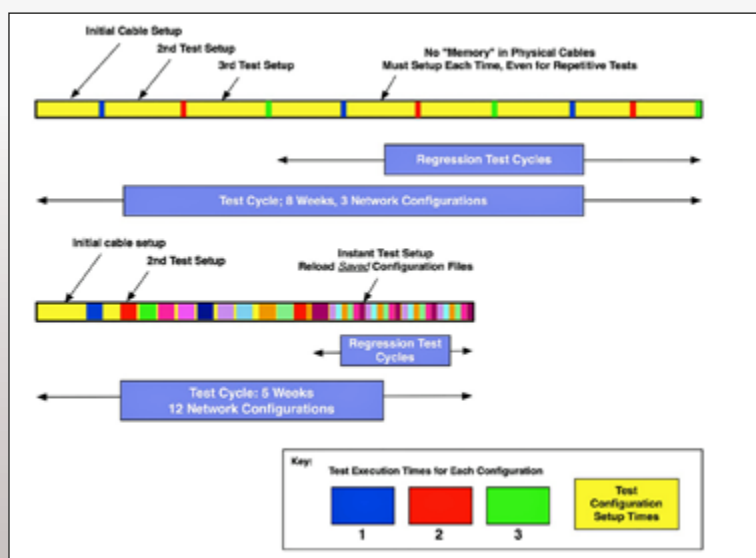 Initial Cable Setup
2nd Test Setup
3rd Test Setup
No "Memory" in Physical Cables
Must Setup Each Time, Even for Repetitive Tests
Regression Test Cycles
Test Cycle; 8 Weeks, 3 Network Configurations
Initial cable setup
2nd Test Setup
Instant Test Setup
Reload Saved Configuration Files
Regression Test
Cycles
Test Cycle: 5 Weeks
12 Network Configurations
Key:
Test Execution Times for Each Configuration
Test
Configuration
Setup Times
1
2
3